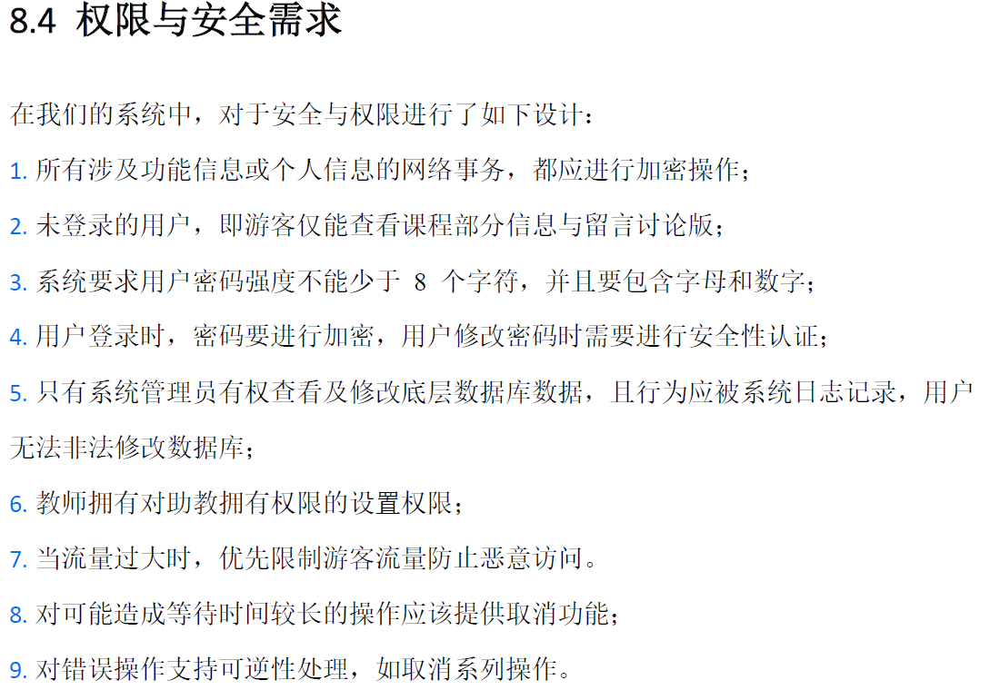 8.4 权限与安全需求
在我们的系统中，对于安全与权限进行了如下设计：
1. 所有涉及功能信息或个人信息的网络事务，都应进行加密操作；
2. 未登录的用户，即游客仅能查看课程部分信息与留言讨论版；
3. 系统要求用户密码强度不能少于 8 个字符，并且要包含字母和数字；
4. 用户登录时，密码要进行加密，用户修改密码时需要进行安全性认证；
5. 只有系统管理员有权查看及修改底层数据库数据，且行为应被系统日志记录，用户
无法非法修改数据库；
6. 教师拥有对助教拥有权限的设置权限；
7. 当流量过大时，优先限制游客流量防止恶意访问。
8. 对可能造成等待时间较长的操作应该提供取消功能；
9. 对错误操作支持可逆性处理，如取消系列操作。